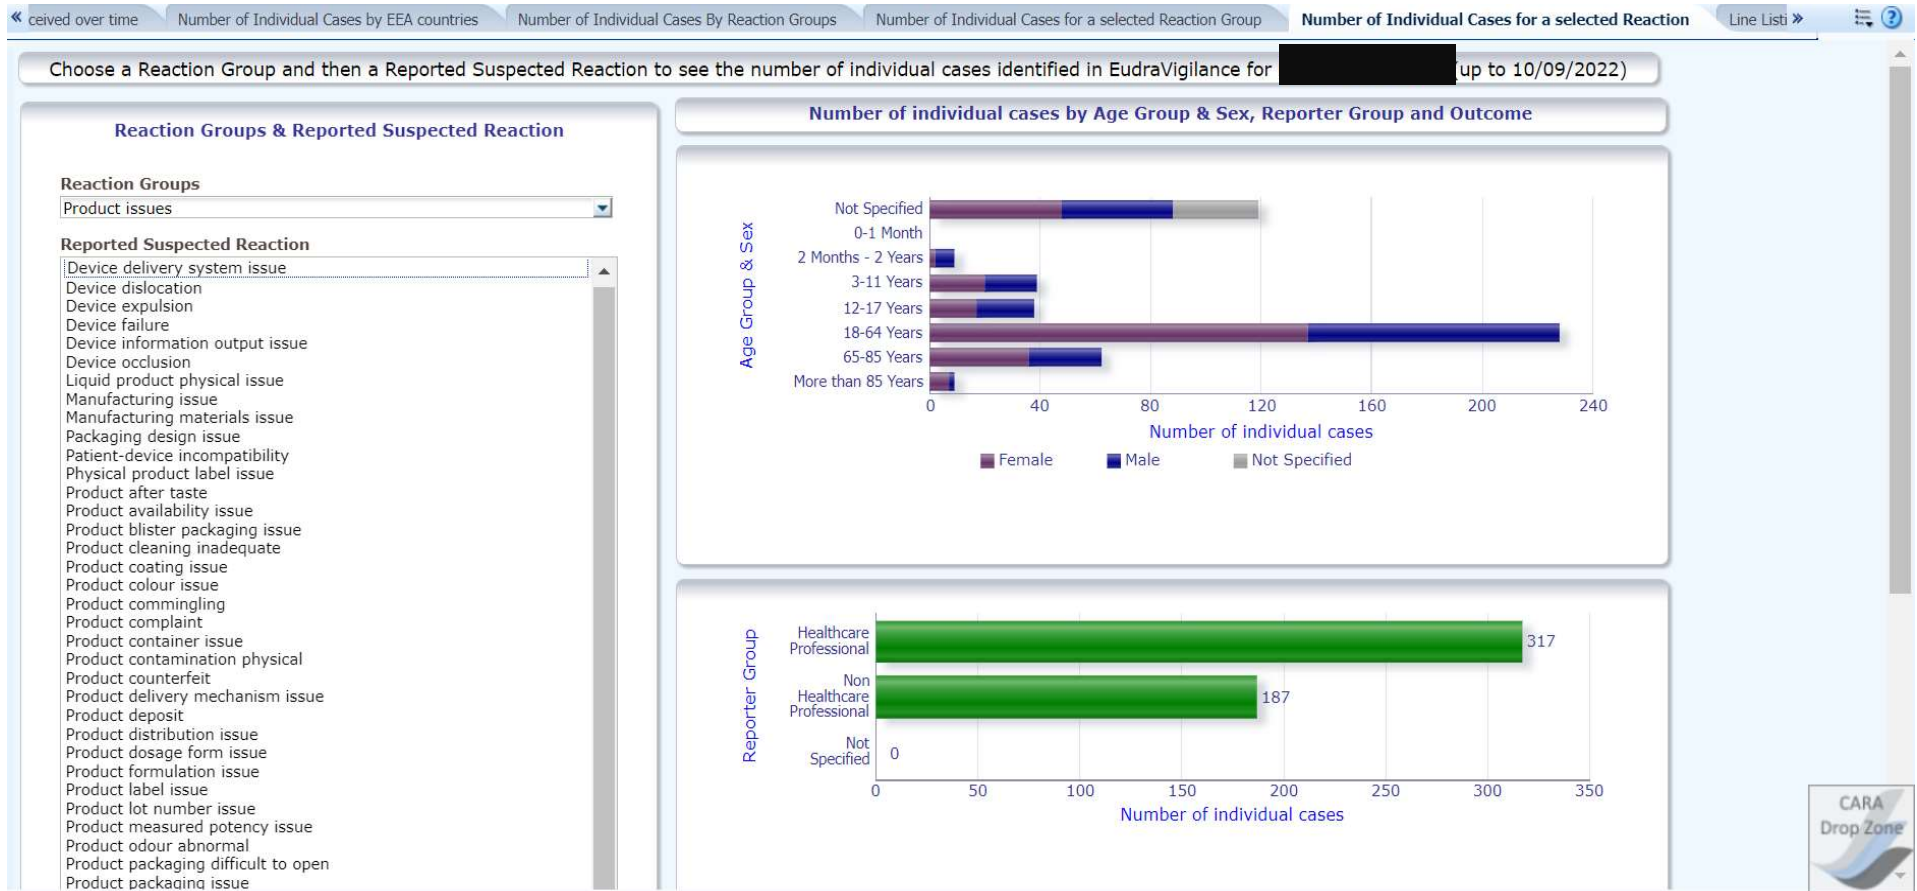 « ceived over time
Number of Individual Cases by EEA countries
Number of Individual Cases By Reaction Groups
Number of Individual Cases for a selected Reaction Group
Number of Individual Cases for a selected Reaction
Line Listi »
?
Choose a Reaction Group and then a Reported Suspected Reaction to see the number of individual cases identified in EudraVigilance for (up to 10/09/2022)
Reaction Groups & Reported Suspected Reaction
Reaction Groups
Product issues
Reported Suspected Reaction
Device delivery system issue
Device dislocation
Device expulsion
Device failure
Device information output issue
Device occlusion
Liquid product physical issue
Manufacturing issue
Manufacturing materials issue
Packaging design issue
Patient-device incompatibility
Physical product label issue
Product after taste
Product availability issue
Product blister packaging issue
Product cleaning inadequate
Product coating issue
Product colour issue
Product commingling
Product complaint
Product container issue
Product contamination physical
Product counterfeit
Product delivery mechanism issue
Product deposit
Product distribution issue
Product dosage form issue
Product formulation issue
Product label issue
Product lot number issue
Product measured potency issue
Product odour abnormal
Product packaging difficult to open
Product packaging issue
Number of individual cases by Age Group & Sex, Reporter Group and Outcome
Age Group & Sex
Not Specified
0-1 Month
2 Months - 2 Years
3-11 Years
12-17 Years
18-64 Years
65-85 Years
More than 85 Years
0 40 80 120 160 200 240
Number of individual cases
Female Male Not Specified
Reporter Group
Healthcare
Professional
317
Non
Healthcare
Professional
187
Not
Specified
0
0 50 100 150 200 250 300 350
Number of individual cases
CARA
Drop Zone